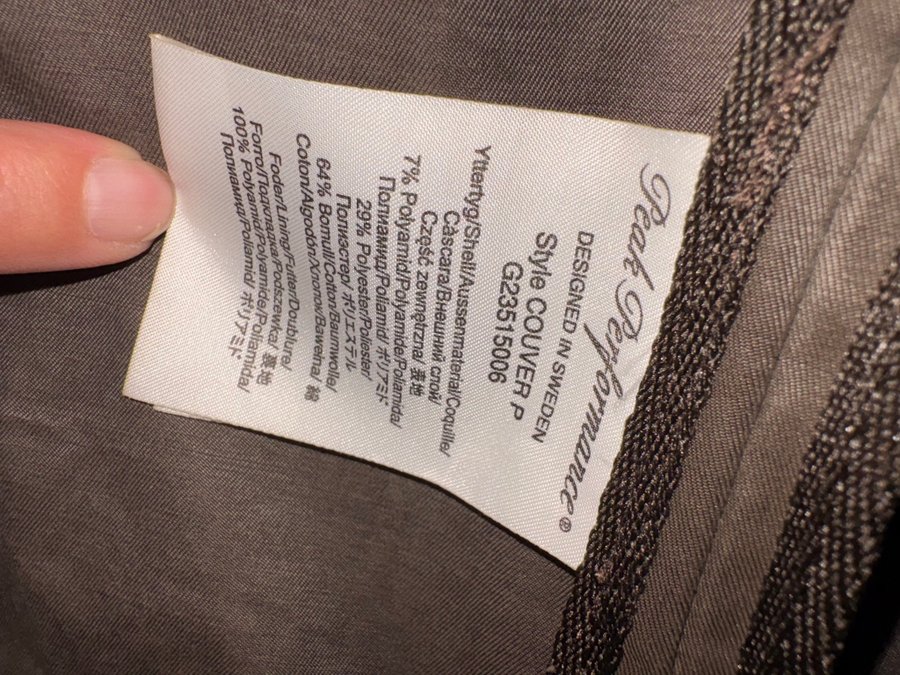 Peak Performance®
DESIGNED IN SWEDEN
Style COUVER P
G23515006
Yttertyg/Shell/Aussenmaterial/Coquille/
Cáscara/Внешний слой/
Część zewnętrzna/ 表地
7% Polyamid/Polyamide/Poliamida/
Полиамид/Poliamid/ ポリアミド
29% Polyester/Poliester/
Полиэстер/ ポリエステル
64% Bomull/Cotton/Baumwolle/
Coton/Algodón/Хлопок/Bawełna/ 綿
Foder/Lining/Futter/Doublure/
Forro/Подкладка/Podszewka/ 裏地
100% Polyamid/Polyamide/Poliamida/
Полиамид/Poliamid/ ポリアミド